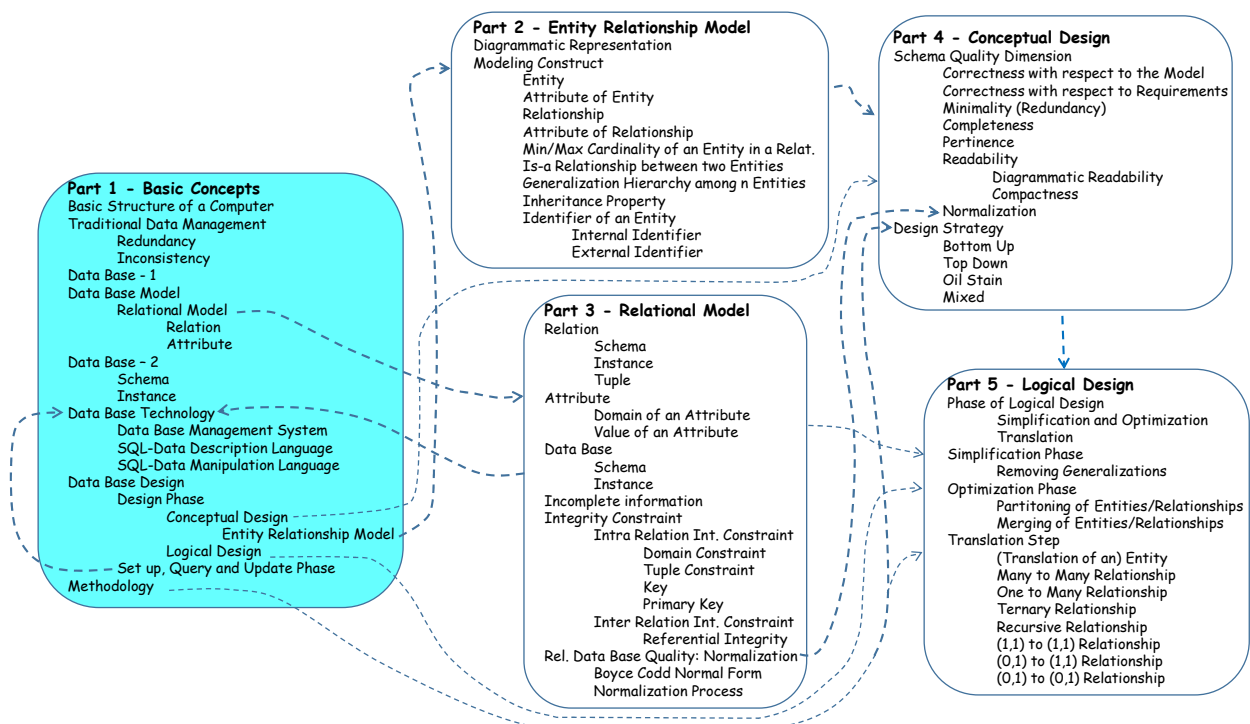 Part 1 - Basic Concepts
Basic Structure of a Computer
Traditional Data Management
Redundancy
Inconsistency
Data Base - 1
Data Base Model
Relational Model
Relation
Attribute
Data Base – 2
Schema
Instance
Data Base Technology
Data Base Management System
SQL-Data Description Language
SQL-Data Manipulation Language
Data Base Design
Design Phase
Conceptual Design
Entity Relationship Model
Logical Design
Set up, Query and Update Phase
Methodology
Part 2 - Entity Relationship Model
Diagrammatic Representation
Modeling Construct
Entity
Attribute of Entity
Relationship
Attribute of Relationship
Min/Max Cardinality of an Entity in a Relat.
Is-a Relationship between two Entities
Generalization Hierarchy among n Entities
Inheritance Property
Identifier of an Entity
Internal Identifier
External Identifier
Part 3 - Relational Model
Relation
Schema
Instance
Tuple
Attribute
Domain of an Attribute
Value of an Attribute
Data Base
Schema
Instance
Incomplete information
Integrity Constraint
Intra Relation Int. Constraint
Domain Constraint
Tuple Constraint
Key
Primary Key
Inter Relation Int. Constraint
Referential Integrity
Rel. Data Base Quality: Normalization
Boyce Codd Normal Form
Normalization Process
Part 4 - Conceptual Design
Schema Quality Dimension
Correctness with respect to the Model
Correctness with respect to Requirements
Minimality (Redundancy)
Completeness
Pertinence
Readability
Diagrammatic Readability
Compactness
Normalization
Design Strategy
Bottom Up
Top Down
Oil Stain
Mixed
Part 5 - Logical Design
Phase of Logical Design
Simplification and Optimization
Translation
Simplification Phase
Removing Generalizations
Optimization Phase
Partitoning of Entities/Relationships
Merging of Entities/Relationships
Translation Step
(Translation of an) Entity
Many to Many Relationship
One to Many Relationship
Ternary Relationship
Recursive Relationship
(1,1) to (1,1) Relationship
(0,1) to (1,1) Relationship
(0,1) to (0,1) Relationship